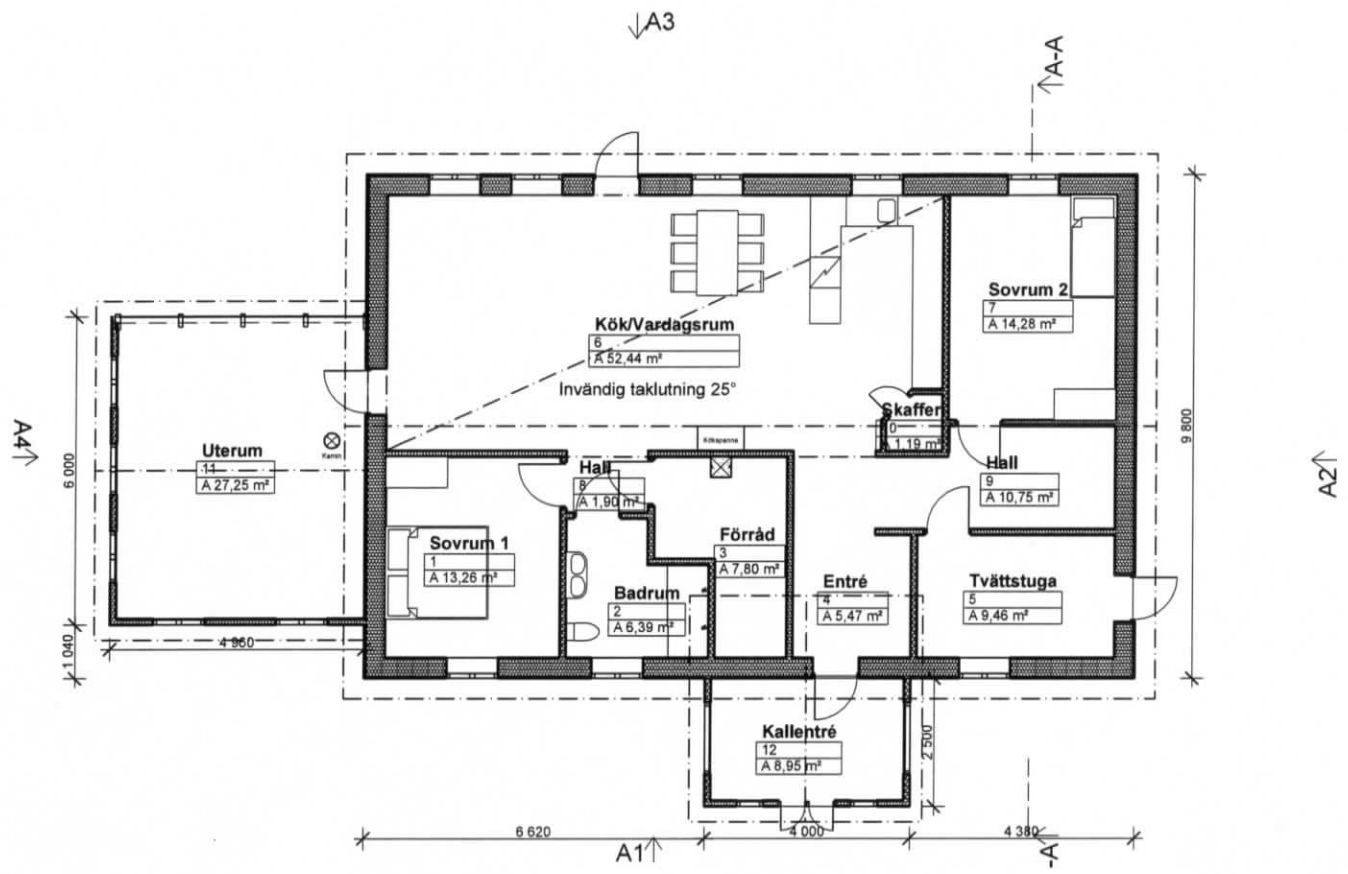 A3
A-A
Sovrum 2
7
A 14,28 m²
Kök/Vardagsrum
6
A 52,44 m²
Invändig taklutning 25°
Skaffer
0
1,19 m²
A4
6 000
9 800
A2
Uterum
11
A 27,25 m²
Kamin
Kökspanna
Hall
8
A 1,90 m²
Hall
9
A 10,75 m²
Sovrum 1
1
A 13,26 m²
Förråd
3
A 7,80 m²
Badrum
2
A 6,39 m²
Entré
4
A 5,47 m²
Tvättstuga
5
A 9,46 m²
4 950
1 040
Kallentré
12
A 8,95 m²
2 500
6 620
4 000
4 380
A1
-A